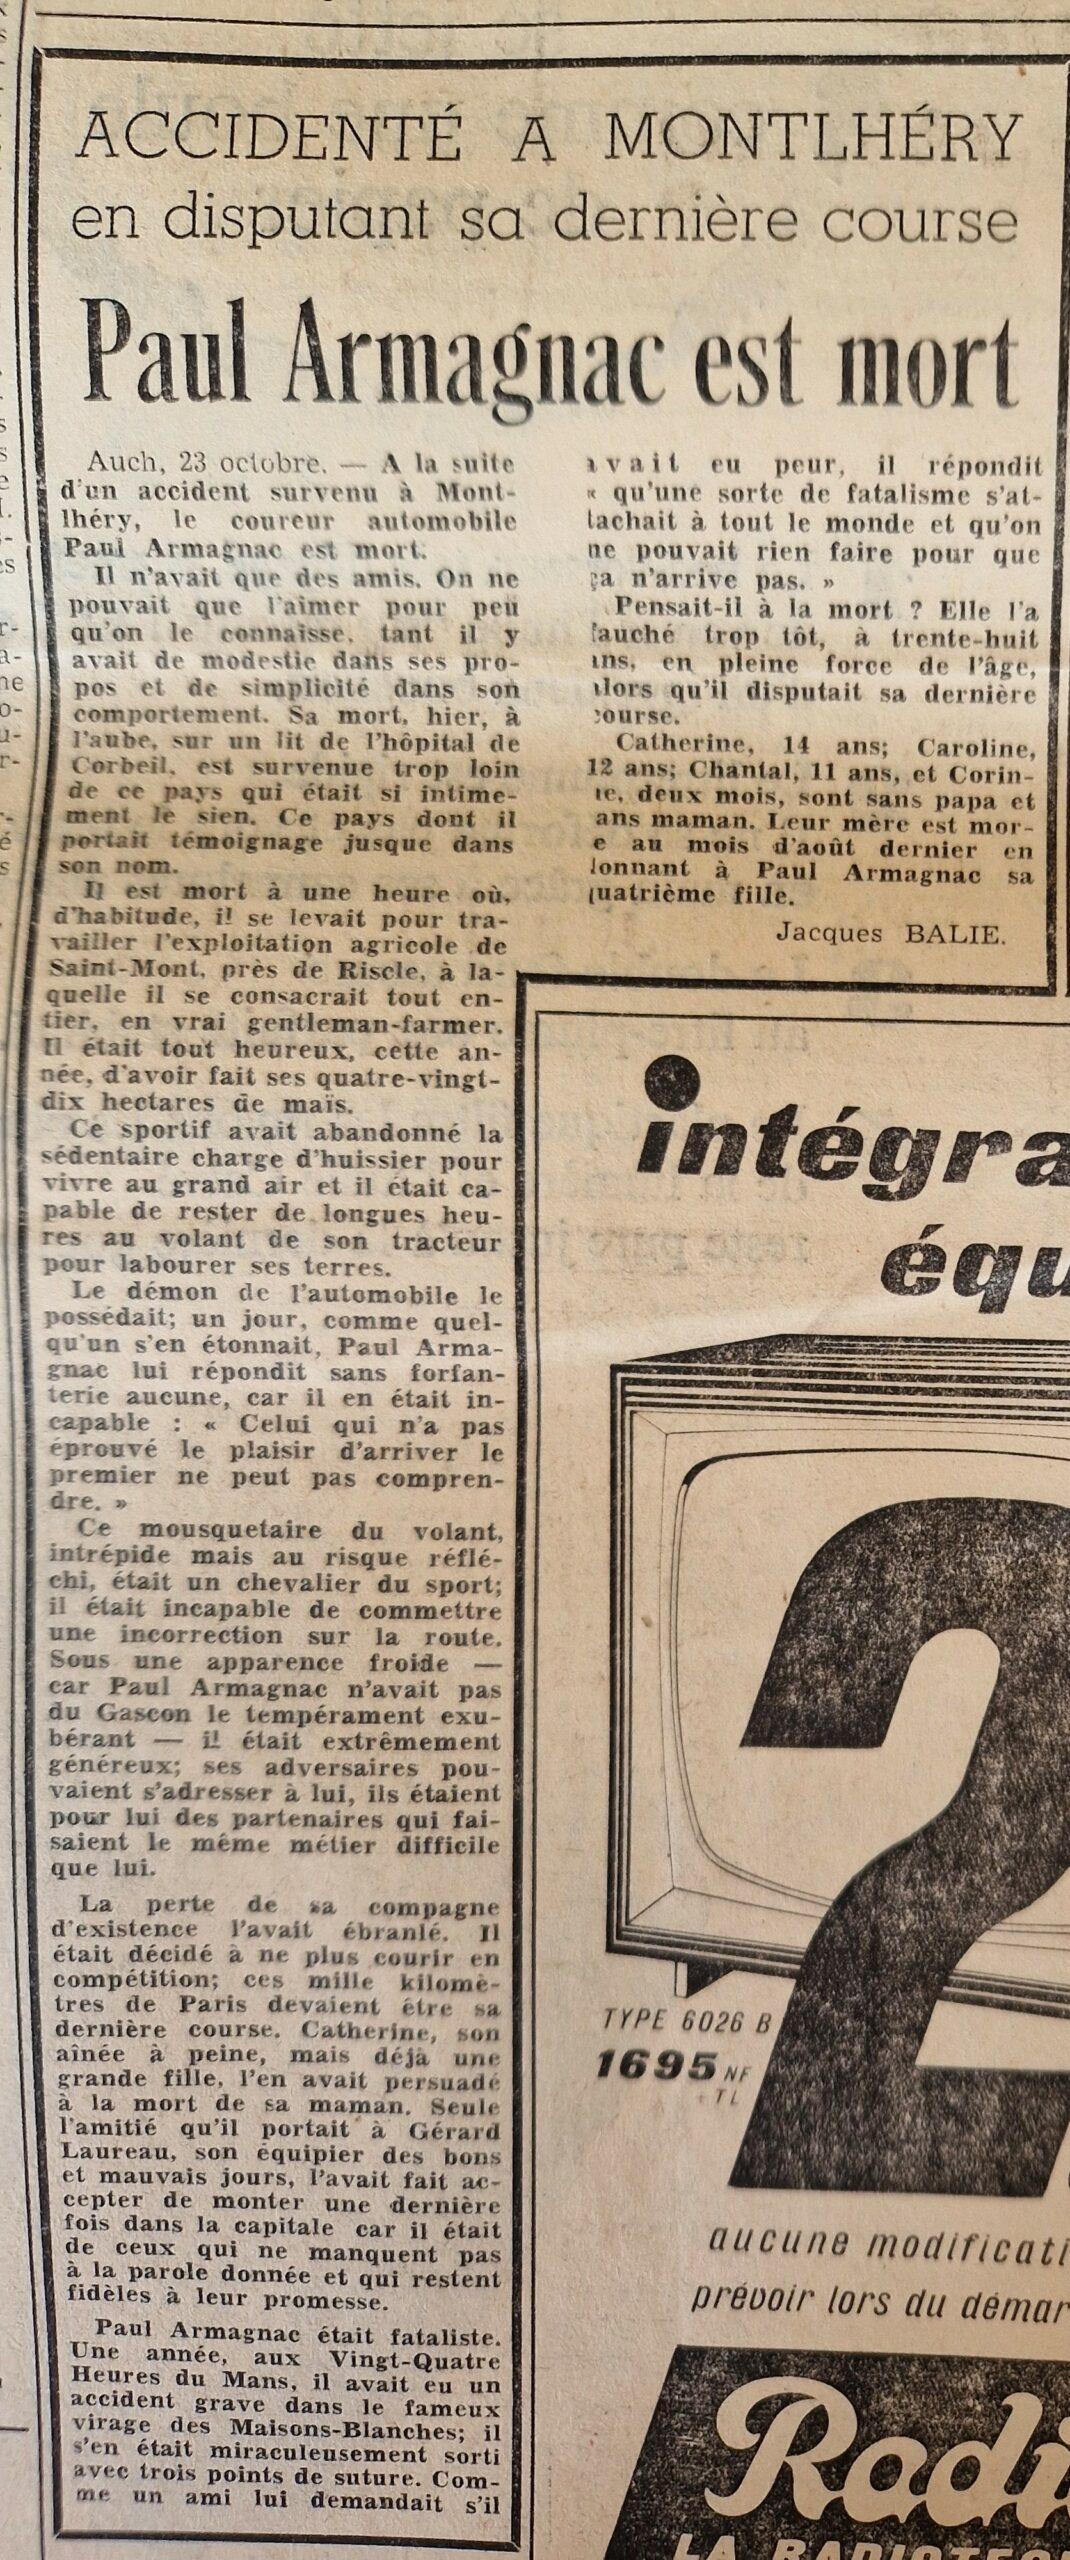 ACCIDENTÉ A MONTLHÉRY
en disputant sa dernière course
Paul Armagnac est mort
Auch, 23 octobre. — A la suite
d'un accident survenu à Mont-
lhéry, le coureur automobile
Paul Armagnac est mort.
Il n'avait que des amis. On ne
pouvait que l'aimer pour peu
qu'on le connaisse, tant il y
avait de modestie dans ses pro-
pos et de simplicité dans son
comportement. Sa mort, hier, à
l'aube, sur un lit de l'hôpital de
Corbeil, est survenue trop loin
de ce pays qui était si intime-
ment le sien. Ce pays dont il
portait témoignage jusque dans
son nom.
Il est mort à une heure où,
d'habitude, il se levait pour tra-
vailler l'exploitation agricole de
Saint-Mont, près de Riscle, à la-
quelle il se consacrait tout en-
tier, en vrai gentleman-farmer.
Il était tout heureux, cette an-
née, d'avoir fait ses quatre-vingt-
dix hectares de maïs.
Ce sportif avait abandonné la
sédentaire charge d'huissier pour
vivre au grand air et il était ca-
pable de rester de longues heu-
res au volant de son tracteur
pour labourer ses terres.
Le démon de l'automobile le
possédait; un jour, comme quel-
qu'un s'en étonnait, Paul Arma-
gnac lui répondit sans forfan-
terie aucune, car il en était in-
capable : « Celui qui n'a pas
éprouvé le plaisir d'arriver le
premier ne peut pas compren-
dre. »
Ce mousquetaire du volant,
intrépide mais au risque réflé-
chi, était un chevalier du sport;
il était incapable de commettre
une incorrection sur la route.
Sous une apparence froide —
car Paul Armagnac n'avait pas
du Gascon le tempérament exu-
bérant — il était extrêmement
généreux; ses adversaires pou-
vaient s'adresser à lui, ils étaient
pour lui des partenaires qui fai-
saient le même métier difficile
que lui.
La perte de sa compagne
d'existence l'avait ébranlé. Il
était décidé à ne plus courir en
compétition; ces mille kilomè-
tres de Paris devaient être sa
dernière course. Catherine, son
aînée à peine, mais déjà une
grande fille, l'en avait persuadé
à la mort de sa maman. Seule
l'amitié qu'il portait à Gérard
Laureau, son équipier des bons
et mauvais jours, l'avait fait ac-
cepter de monter une dernière
fois dans la capitale car il était
de ceux qui ne manquent pas
à la parole donnée et qui restent
fidèles à leur promesse.
Paul Armagnac était fataliste.
Une année, aux Vingt-Quatre
Heures du Mans, il avait eu un
accident grave dans le fameux
virage des Maisons-Blanches; il
s'en était miraculeusement sorti
avec trois points de suture. Com-
me un ami lui demandait s'il
avait eu peur, il répondit
« qu'une sorte de fatalisme s'at-
tachait à tout le monde et qu'on
ne pouvait rien faire pour que
ça n'arrive pas. »
Pensait-il à la mort ? Elle l'a
fauché trop tôt, à trente-huit
ans, en pleine force de l'âge,
alors qu'il disputait sa dernière
course.
Catherine, 14 ans; Caroline,
12 ans; Chantal, 11 ans, et Corin-
ne, deux mois, sont sans papa et
sans maman. Leur mère est mor-
te au mois d'août dernier en
donnant à Paul Armagnac sa
quatrième fille.
Jacques BALIE.
intégra
équ
?
TYPE 6026 B
1695 NF
+ TL
aucune modificati
prévoir lors du démar
Radi
LA RADIOTEC